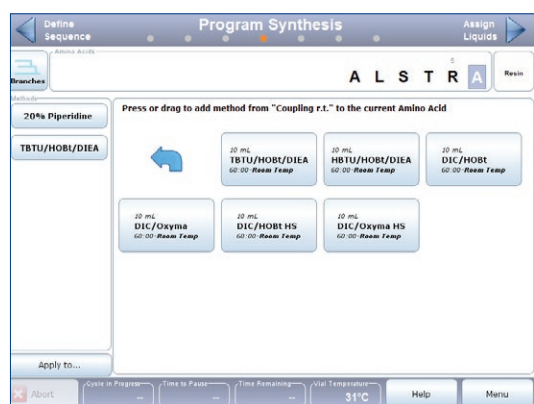 Define
Sequence
Program Synthesis
Assign
Liquids
Amino Acids
5
Branches
A L S T R A
Resin
Methods
Press or drag to add method from "Coupling r.t." to the current Amino Acid
20% Piperidine
TBTU/HOBt/DIEA
10 mL
TBTU/HOBt/DIEA
60:00-Room Temp
10 mL
HBTU/HOBt/DIEA
60:00-Room Temp
10 mL
DIC/HOBt
60:00-Room Temp
10 mL
DIC/Oxyma
60:00-Room Temp
10 mL
DIC/HOBt HS
60:00-Room Temp
10 mL
DIC/Oxyma HS
60:00-Room Temp
Apply to...
Abort
Cycle in Progress
--
Time to Pause
--
Time Remaining
--
Vial Temperature
31°C
Help
Menu